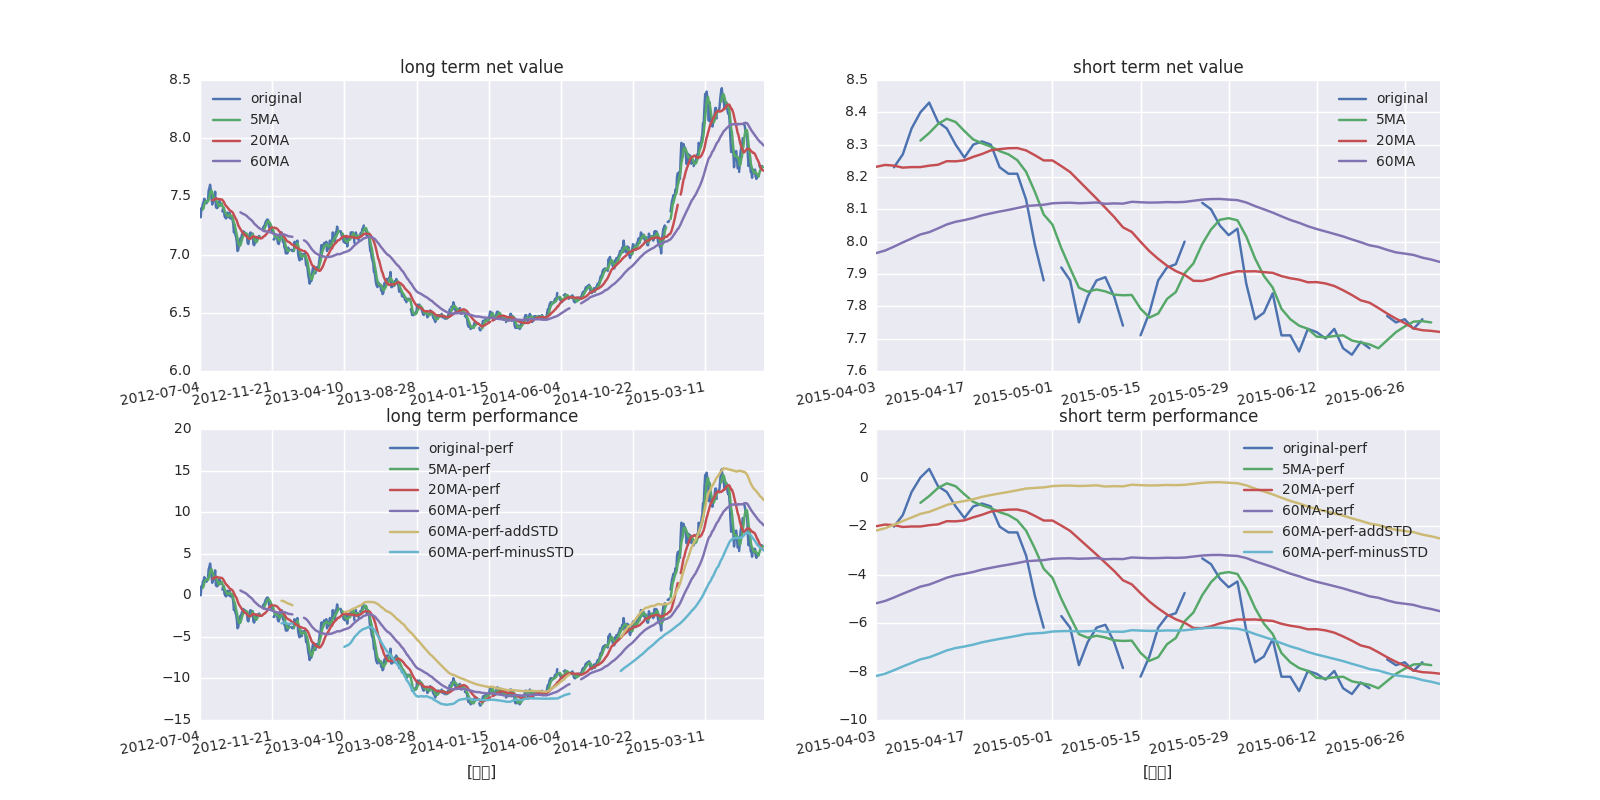 long term net value
8.5
8.0
7.5
7.0
6.5
6.0
original
5MA
20MA
60MA
2012-07-04
2012-11-21
2013-04-10
2013-08-28
2014-01-15
2014-06-04
2014-10-22
2015-03-11
short term net value
8.5
8.4
8.3
8.2
8.1
8.0
7.9
7.8
7.7
7.6
original
5MA
20MA
60MA
2015-04-03
2015-04-17
2015-05-01
2015-05-15
2015-05-29
2015-06-12
2015-06-26
long term performance
20
15
10
5
0
−5
−10
−15
original-perf
5MA-perf
20MA-perf
60MA-perf
60MA-perf-addSTD
60MA-perf-minusSTD
2012-07-04
2012-11-21
2013-04-10
2013-08-28
2014-01-15
2014-06-04
2014-10-22
2015-03-11
[▯▯]
short term performance
2
0
−2
−4
−6
−8
−10
original-perf
5MA-perf
20MA-perf
60MA-perf
60MA-perf-addSTD
60MA-perf-minusSTD
2015-04-03
2015-04-17
2015-05-01
2015-05-15
2015-05-29
2015-06-12
2015-06-26
[▯▯]